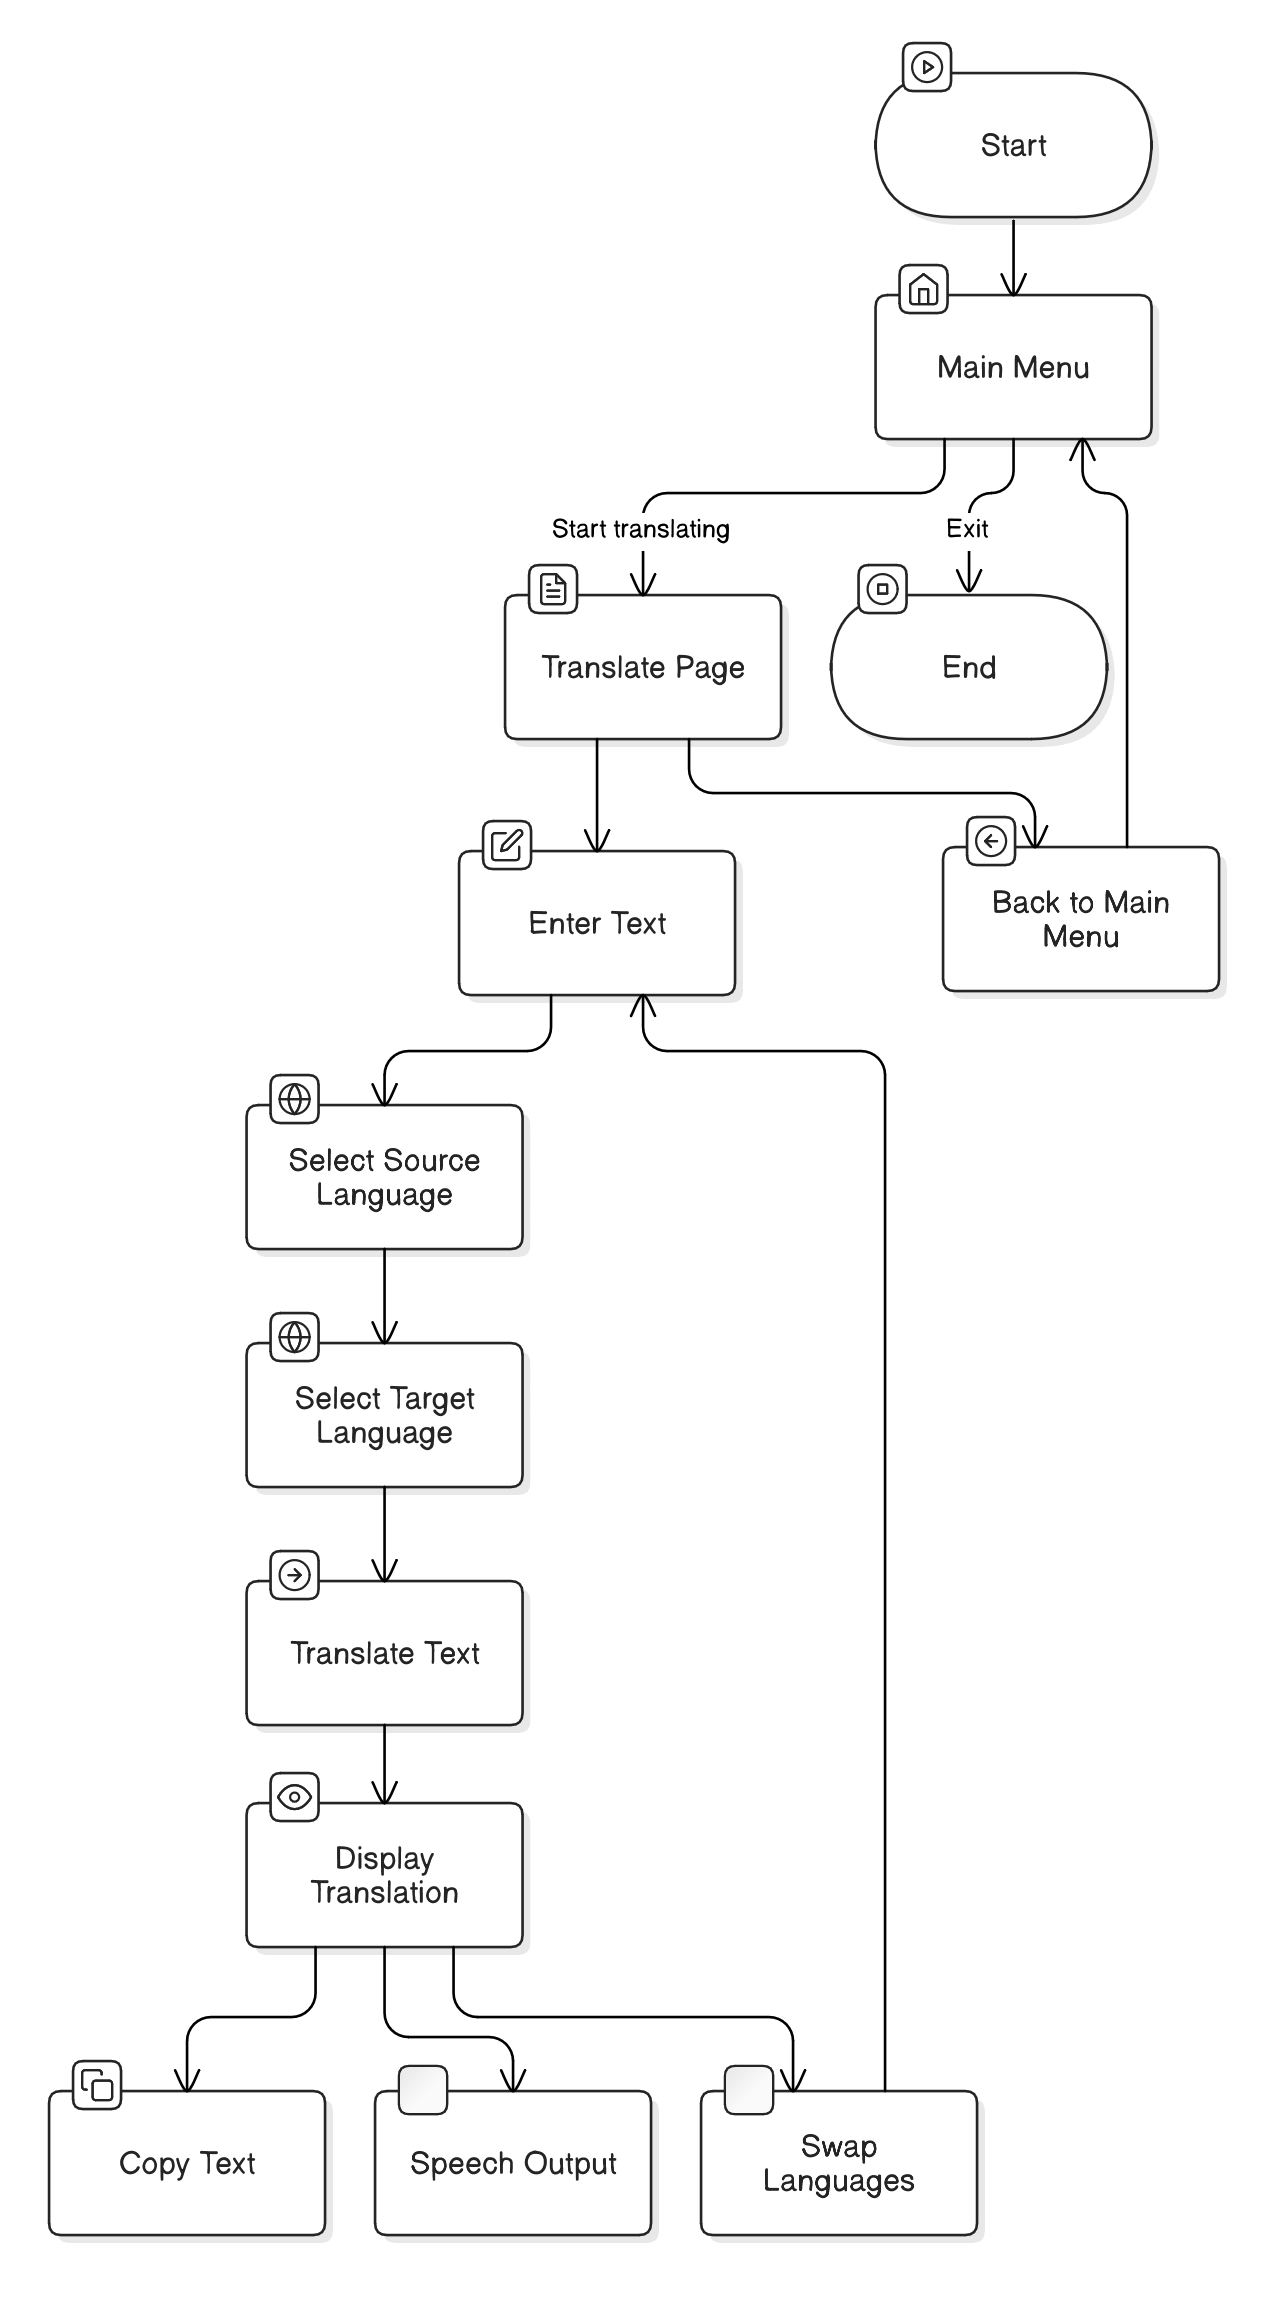 Start
Main Menu
Start translating
Exit
Translate Page
End
Enter Text
Back to Main
Menu
Select Source
Language
Select Target
Language
Translate Text
Display
Translation
Copy Text
Speech Output
Swap
Languages